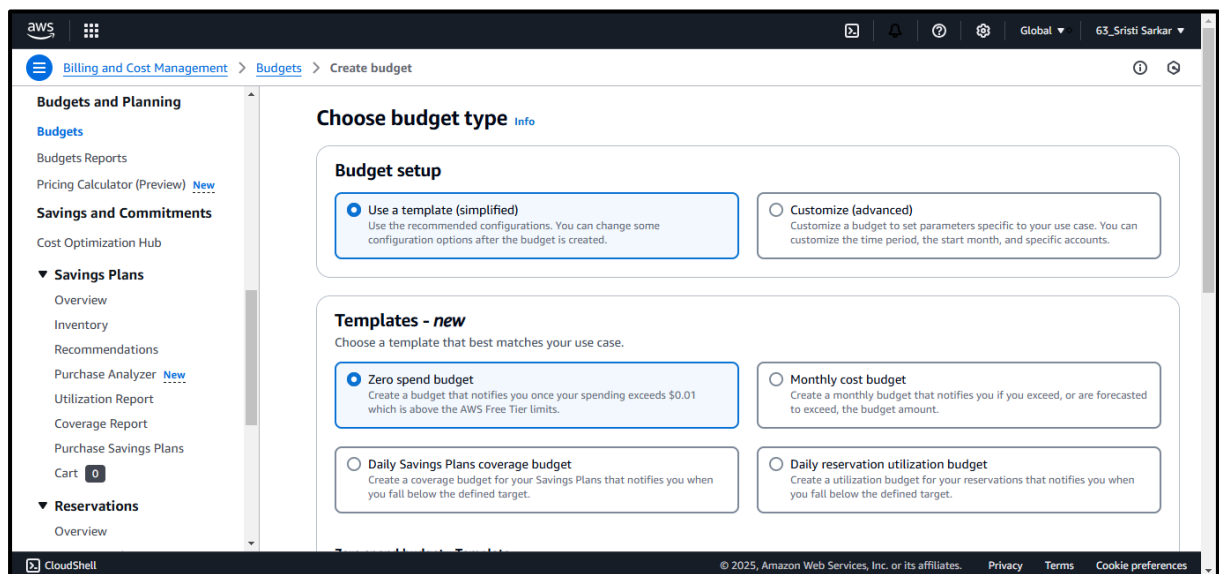 aws
Global ▼
63_Sristi Sarkar ▼
Billing and Cost Management > Budgets > Create budget
Budgets and Planning
Budgets
Budgets Reports
Pricing Calculator (Preview) New
Savings and Commitments
Cost Optimization Hub
▼ Savings Plans
Overview
Inventory
Recommendations
Purchase Analyzer New
Utilization Report
Coverage Report
Purchase Savings Plans
Cart 0
▼ Reservations
Overview
Choose budget type Info
Budget setup
Use a template (simplified)
Use the recommended configurations. You can change some
configuration options after the budget is created.
Customize (advanced)
Customize a budget to set parameters specific to your use case. You can
customize the time period, the start month, and specific accounts.
Templates - new
Choose a template that best matches your use case.
Zero spend budget
Create a budget that notifies you once your spending exceeds $0.01
which is above the AWS Free Tier limits.
Monthly cost budget
Create a monthly budget that notifies you if you exceed, or are forecasted
to exceed, the budget amount.
Daily Savings Plans coverage budget
Create a coverage budget for your Savings Plans that notifies you when
you fall below the defined target.
Daily reservation utilization budget
Create a utilization budget for your reservations that notifies you when
you fall below the defined target.
CloudShell
© 2025, Amazon Web Services, Inc. or its affiliates.
Privacy
Terms
Cookie preferences